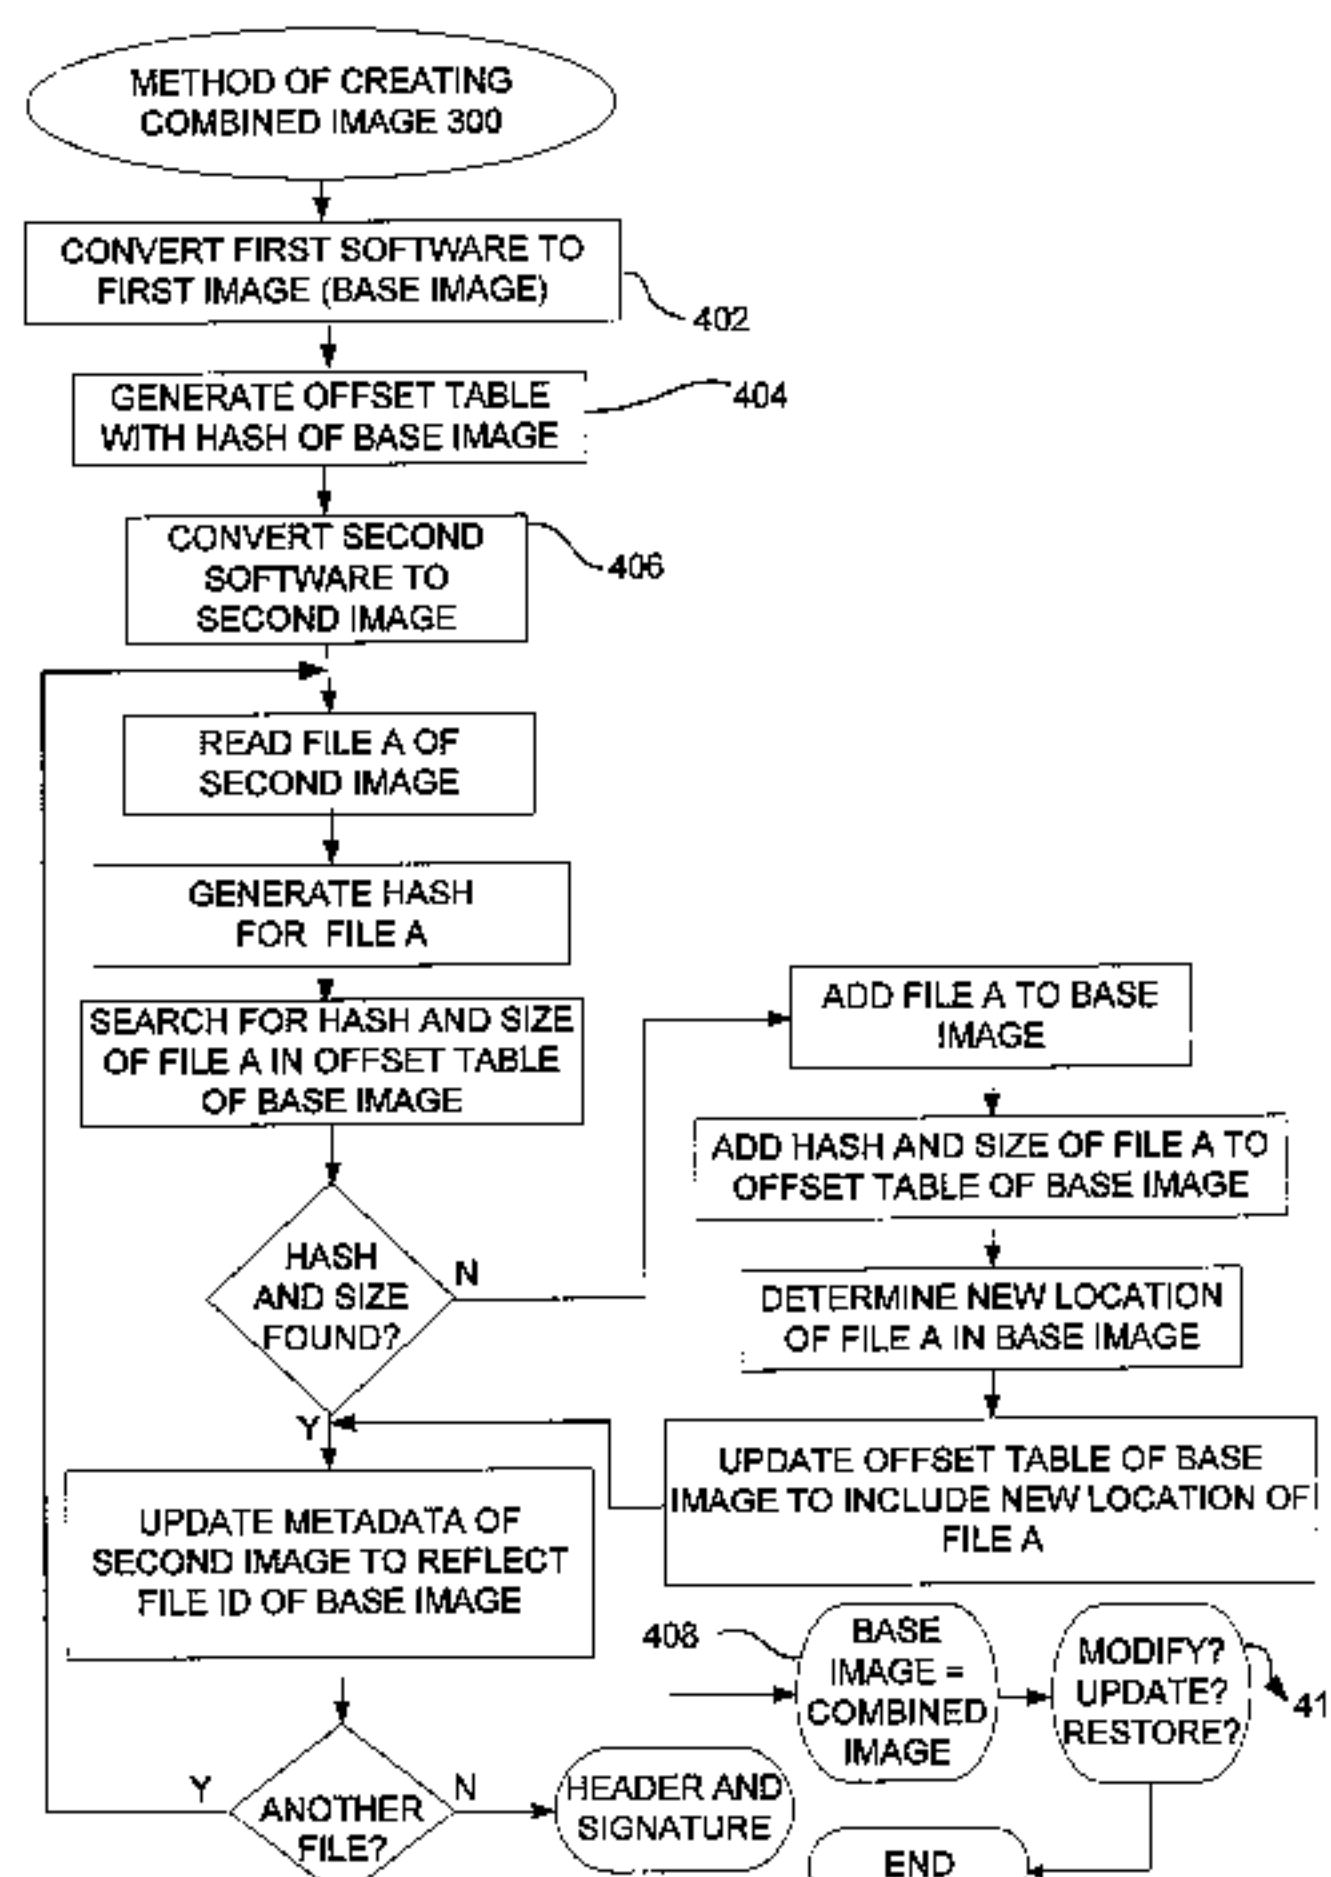 METHOD OF CREATING
COMBINED IMAGE 300
CONVERT FIRST SOFTWARE TO
FIRST IMAGE (BASE IMAGE)
402
GENERATE OFFSET TABLE
WITH HASH OF BASE IMAGE
404
CONVERT SECOND
SOFTWARE TO
SECOND IMAGE
406
READ FILE A OF
SECOND IMAGE
GENERATE HASH
FOR FILE A
SEARCH FOR HASH AND SIZE
OF FILE A IN OFFSET TABLE
OF BASE IMAGE
HASH
AND SIZE
FOUND?
N
Y
ADD FILE A TO BASE
IMAGE
ADD HASH AND SIZE OF FILE A TO
OFFSET TABLE OF BASE IMAGE
DETERMINE NEW LOCATION
OF FILE A IN BASE IMAGE
UPDATE OFFSET TABLE OF BASE
IMAGE TO INCLUDE NEW LOCATION OF
FILE A
UPDATE METADATA OF
SECOND IMAGE TO REFLECT
FILE ID OF BASE IMAGE
ANOTHER
FILE?
Y
N
HEADER AND
SIGNATURE
408
BASE
IMAGE =
COMBINED
IMAGE
MODIFY?
UPDATE?
RESTORE?
41
END